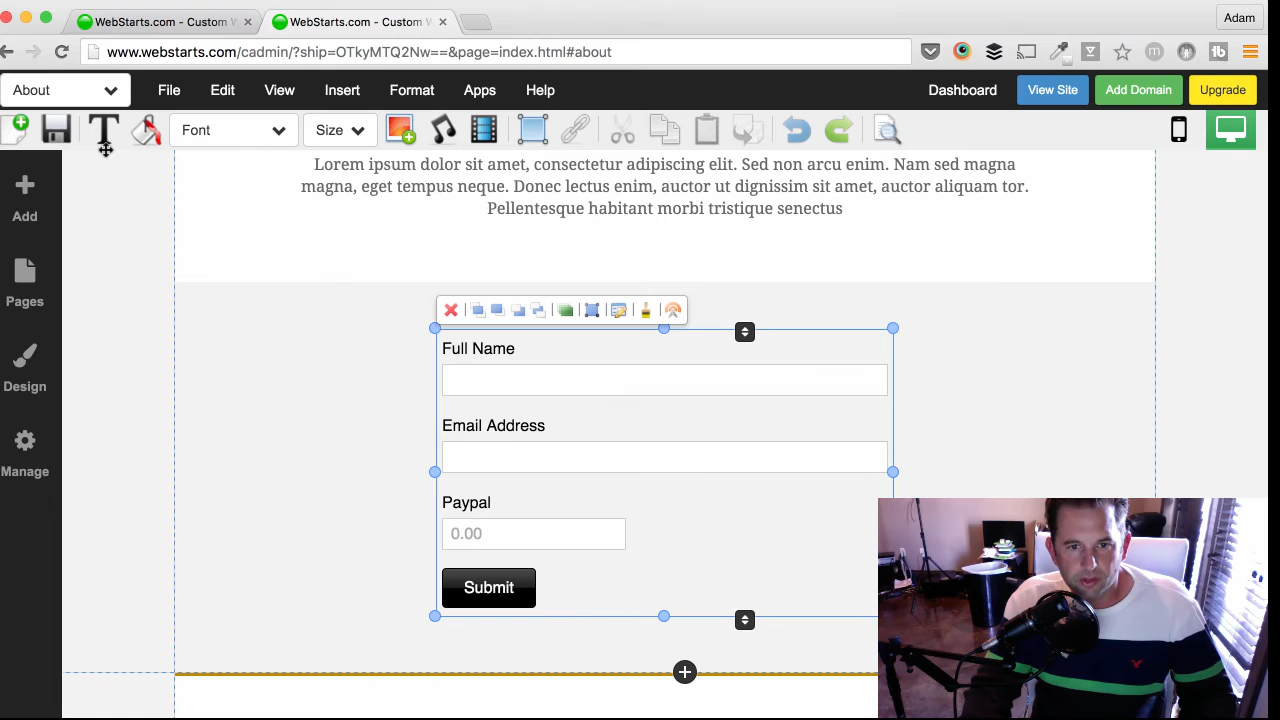 WebStarts.com - Custom W
WebStarts.com - Custom W
Adam
www.webstarts.com/cadmin/?ship=OTkyMTQ2Nw==&page=index.html#about
About File Edit View Insert Format Apps Help Dashboard View Site Add Domain Upgrade
Font Size
Lorem ipsum dolor sit amet, consectetur adipiscing elit. Sed non arcu enim. Nam sed magna
magna, eget tempus neque. Donec lectus enim, auctor ut dignissim sit amet, auctor aliquam tor.
Pellentesque habitant morbi tristique senectus
Add
Pages
Design
Manage
Full Name
Email Address
Paypal
0.00
Submit